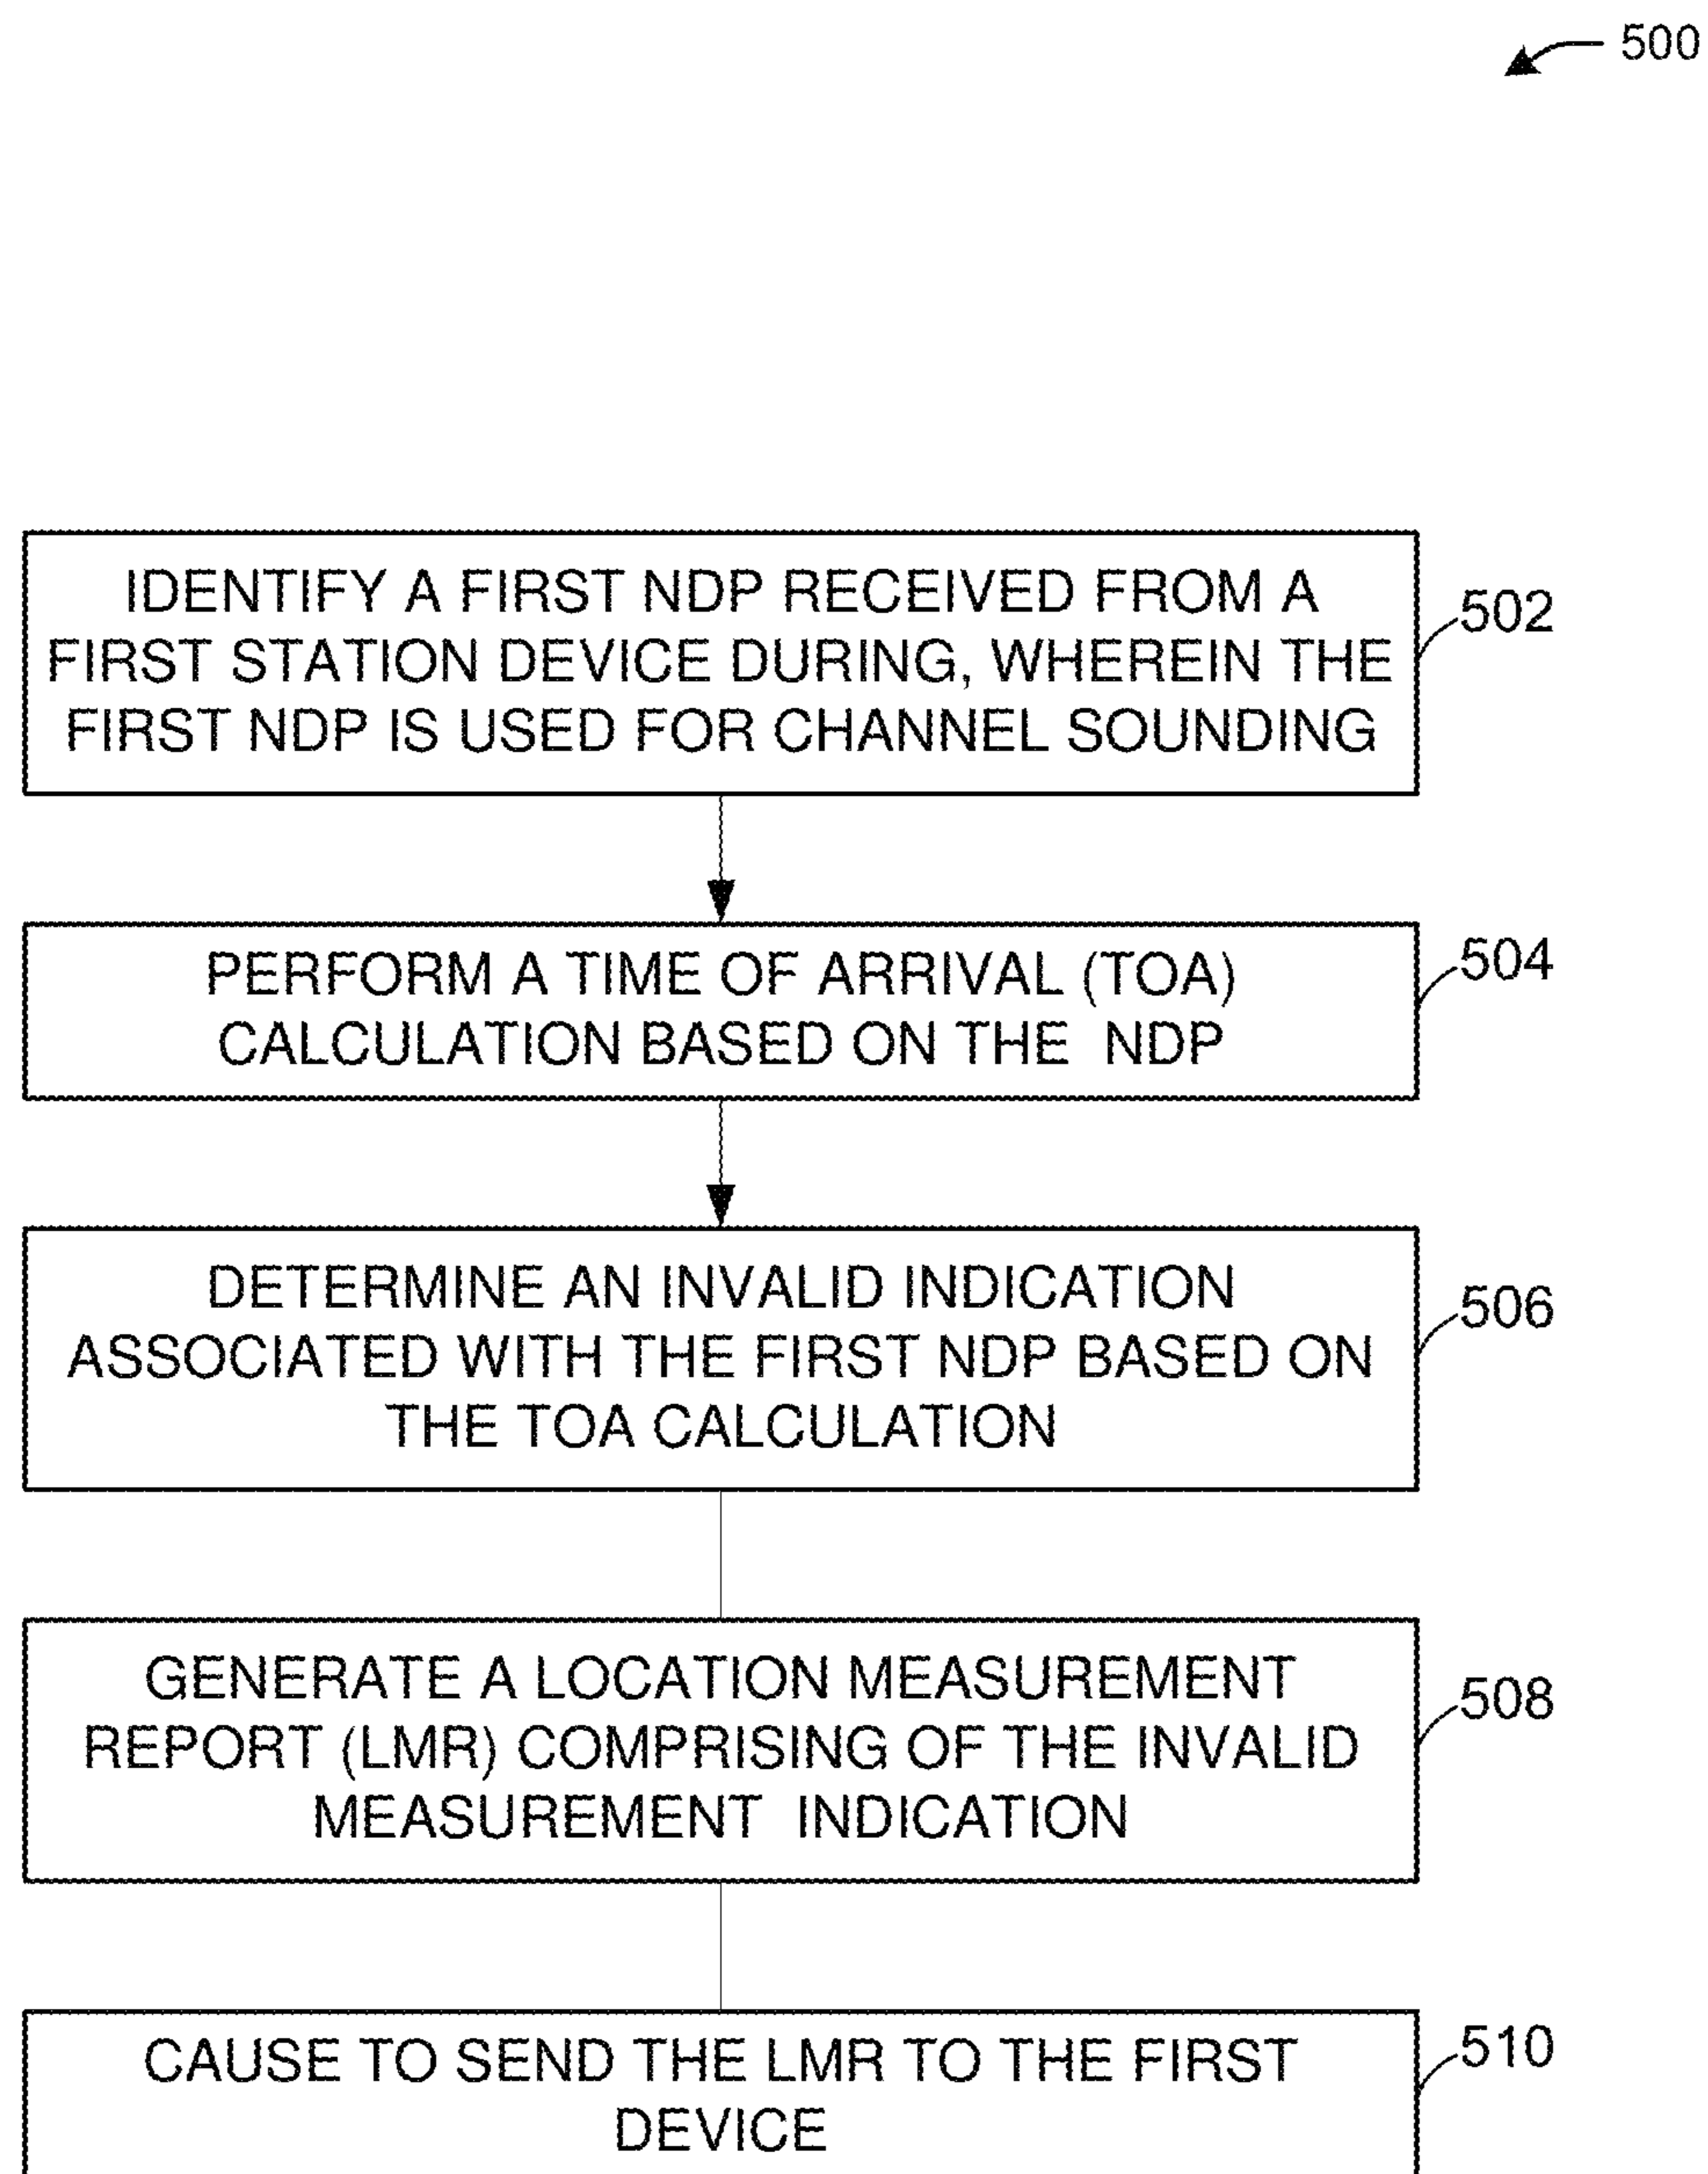 500
IDENTIFY A FIRST NDP RECEIVED FROM A
FIRST STATION DEVICE DURING, WHEREIN THE
FIRST NDP IS USED FOR CHANNEL SOUNDING
502
PERFORM A TIME OF ARRIVAL (TOA)
CALCULATION BASED ON THE NDP
504
DETERMINE AN INVALID INDICATION
ASSOCIATED WITH THE FIRST NDP BASED ON
THE TOA CALCULATION
506
GENERATE A LOCATION MEASUREMENT
REPORT (LMR) COMPRISING OF THE INVALID
MEASUREMENT INDICATION
508
CAUSE TO SEND THE LMR TO THE FIRST
DEVICE
510